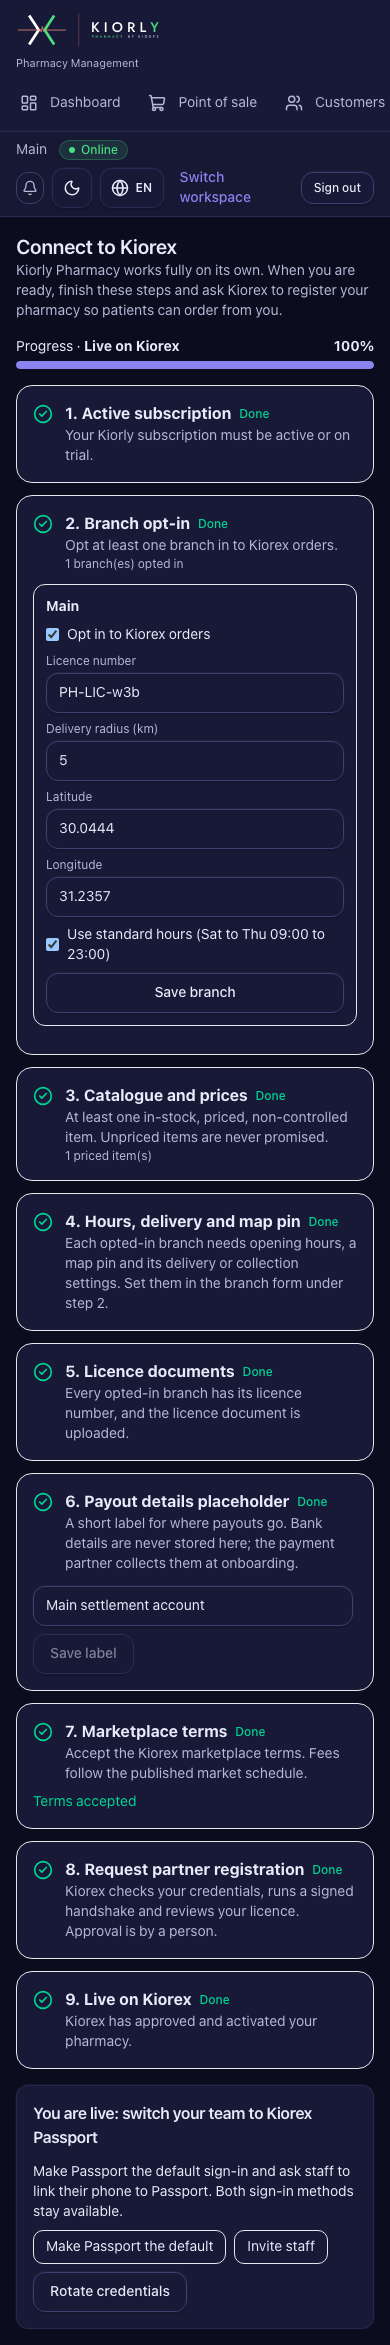 KIORLY
PHARMACY BY KIOREX
Pharmacy Management
Dashboard
Point of sale
Customers
Main
Online
EN
Switch
workspace
Sign out
Connect to Kiorex
Kiorly Pharmacy works fully on its own. When you are
ready, finish these steps and ask Kiorex to register your
pharmacy so patients can order from you.
Progress · Live on Kiorex
100%
1. Active subscription Done
Your Kiorly subscription must be active or on
trial.
2. Branch opt-in Done
Opt at least one branch in to Kiorex orders.
1 branch(es) opted in
Main
Opt in to Kiorex orders
Licence number
PH-LIC-w3b
Delivery radius (km)
5
Latitude
30.0444
Longitude
31.2357
Use standard hours (Sat to Thu 09:00 to
23:00)
Save branch
3. Catalogue and prices Done
At least one in-stock, priced, non-controlled
item. Unpriced items are never promised.
1 priced item(s)
4. Hours, delivery and map pin Done
Each opted-in branch needs opening hours, a
map pin and its delivery or collection
settings. Set them in the branch form under
step 2.
5. Licence documents Done
Every opted-in branch has its licence
number, and the licence document is
uploaded.
6. Payout details placeholder Done
A short label for where payouts go. Bank
details are never stored here; the payment
partner collects them at onboarding.
Main settlement account
Save label
7. Marketplace terms Done
Accept the Kiorex marketplace terms. Fees
follow the published market schedule.
Terms accepted
8. Request partner registration Done
Kiorex checks your credentials, runs a signed
handshake and reviews your licence.
Approval is by a person.
9. Live on Kiorex Done
Kiorex has approved and activated your
pharmacy.
You are live: switch your team to Kiorex
Passport
Make Passport the default sign-in and ask staff to
link their phone to Passport. Both sign-in methods
stay available.
Make Passport the default
Invite staff
Rotate credentials